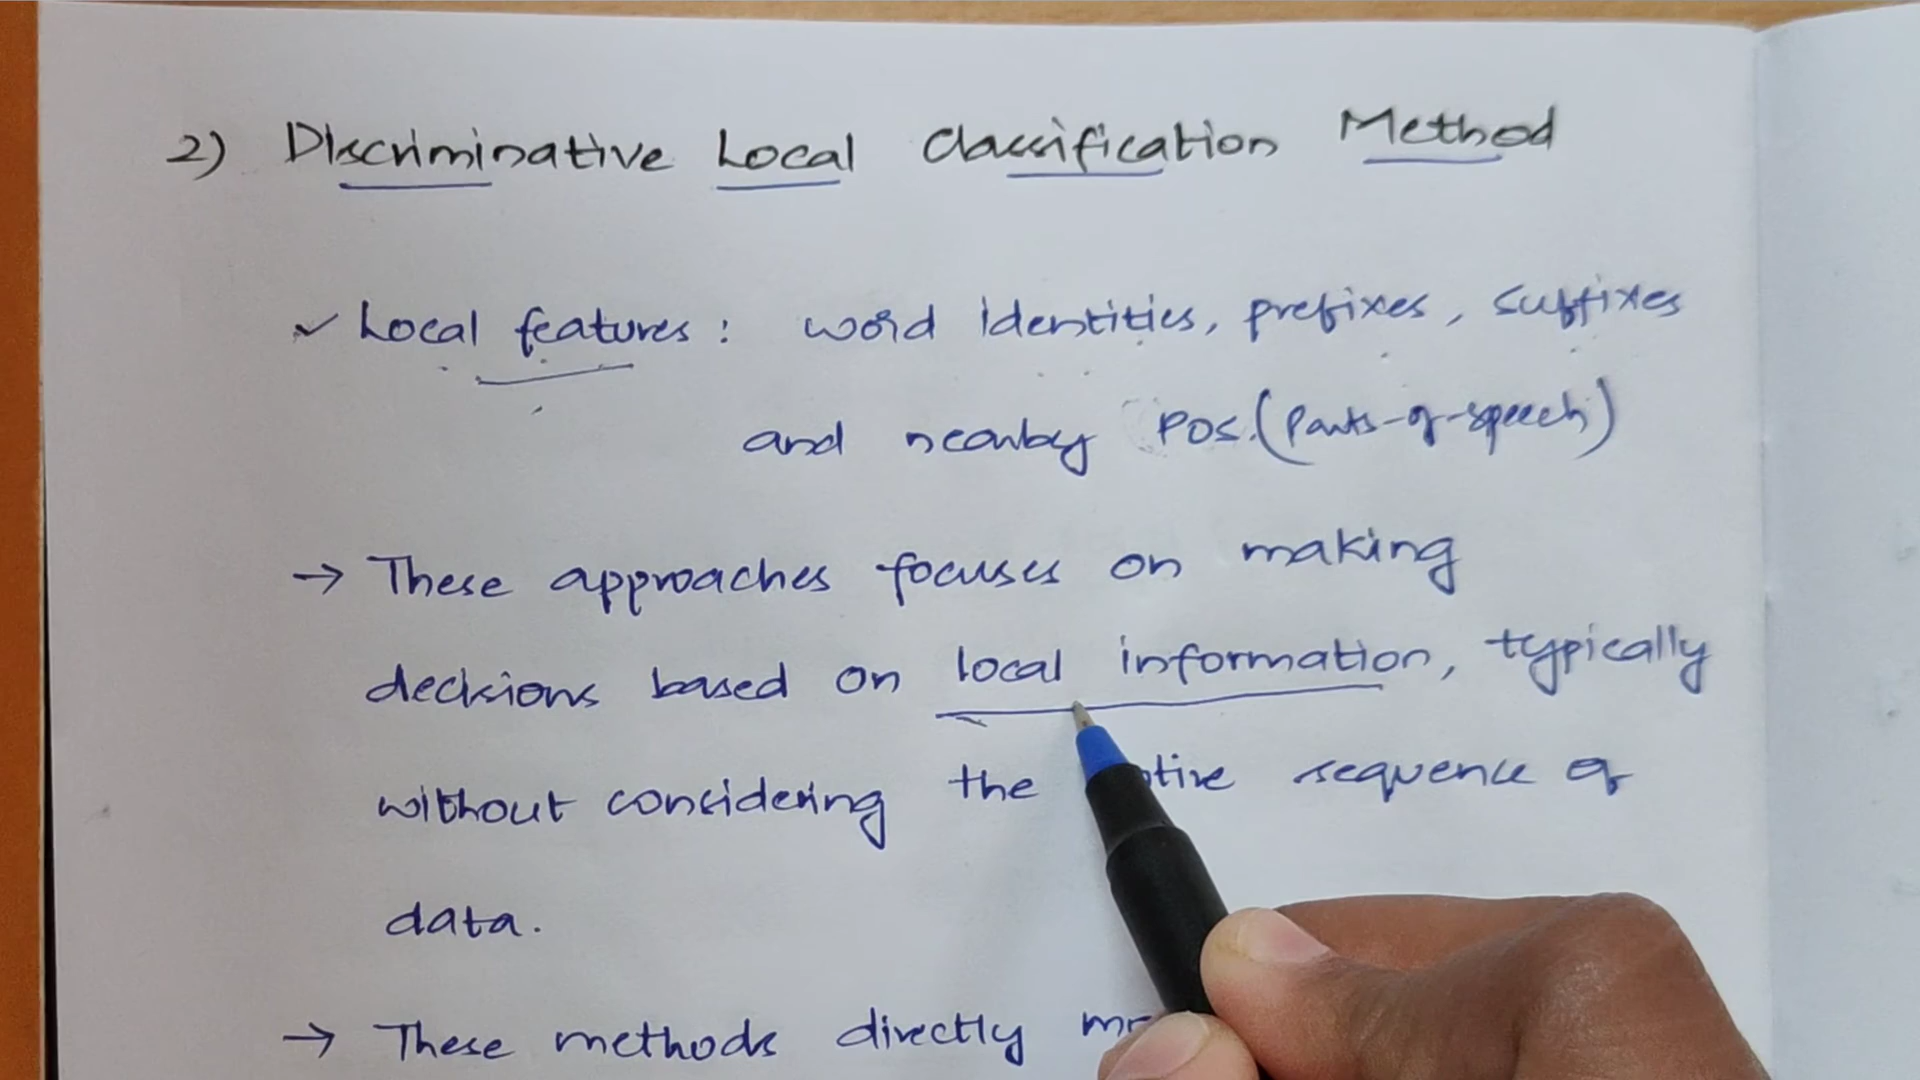 2) Discriminative Local Classification Method
✓ Local features: word identities, prefixes, suffixes
and nearby POS. (Parts-of-speech)
→ These approaches focuses on making
decisions based on local information, typically
without considering the sequence of
data.
→ These methods directly